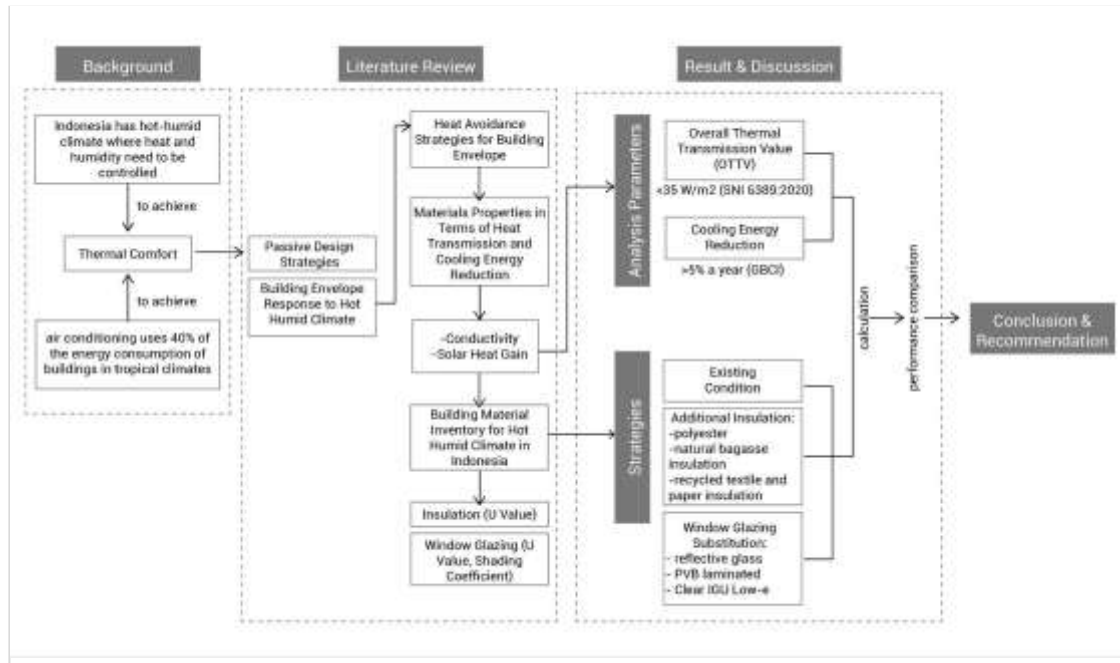 Background
Indonesia has hot-humid
climate where heat and
humidity need to be
controlled
to achieve
Thermal Comfort
to achieve
air conditioning uses 40% of
the energy consumption of
buildings in tropical climates
Literature Review
Passive Design
Strategies
Building Envelope
Response to Hot
Humid Climate
Heat Avoidance
Strategies for Building
Envelope
Materials Properties in
Terms of Heat
Transmission and
Cooling Energy
Reduction
-Conductivity
-Solar Heat Gain
Building Material
Inventory for Hot
Humid Climate in
Indonesia
Insulation (U Value)
Window Glazing (U
Value, Shading
Coefficient)
Result & Discussion
Analysis Parameters
Overall Thermal
Transmission Value
(OTTV)
<35 W/m2 (SNI 6389:2020)
Cooling Energy
Reduction
>5% a year (GBCI)
Strategies
Existing
Condition
Additional Insulation:
-polyester
-natural bagasse
insulation
-recycled textile and
paper insulation
Window Glazing
Substitution:
- reflective glass
- PVB laminated
- Clear IGU Low-e
calculation
performance comparison
Conclusion &
Recommendation